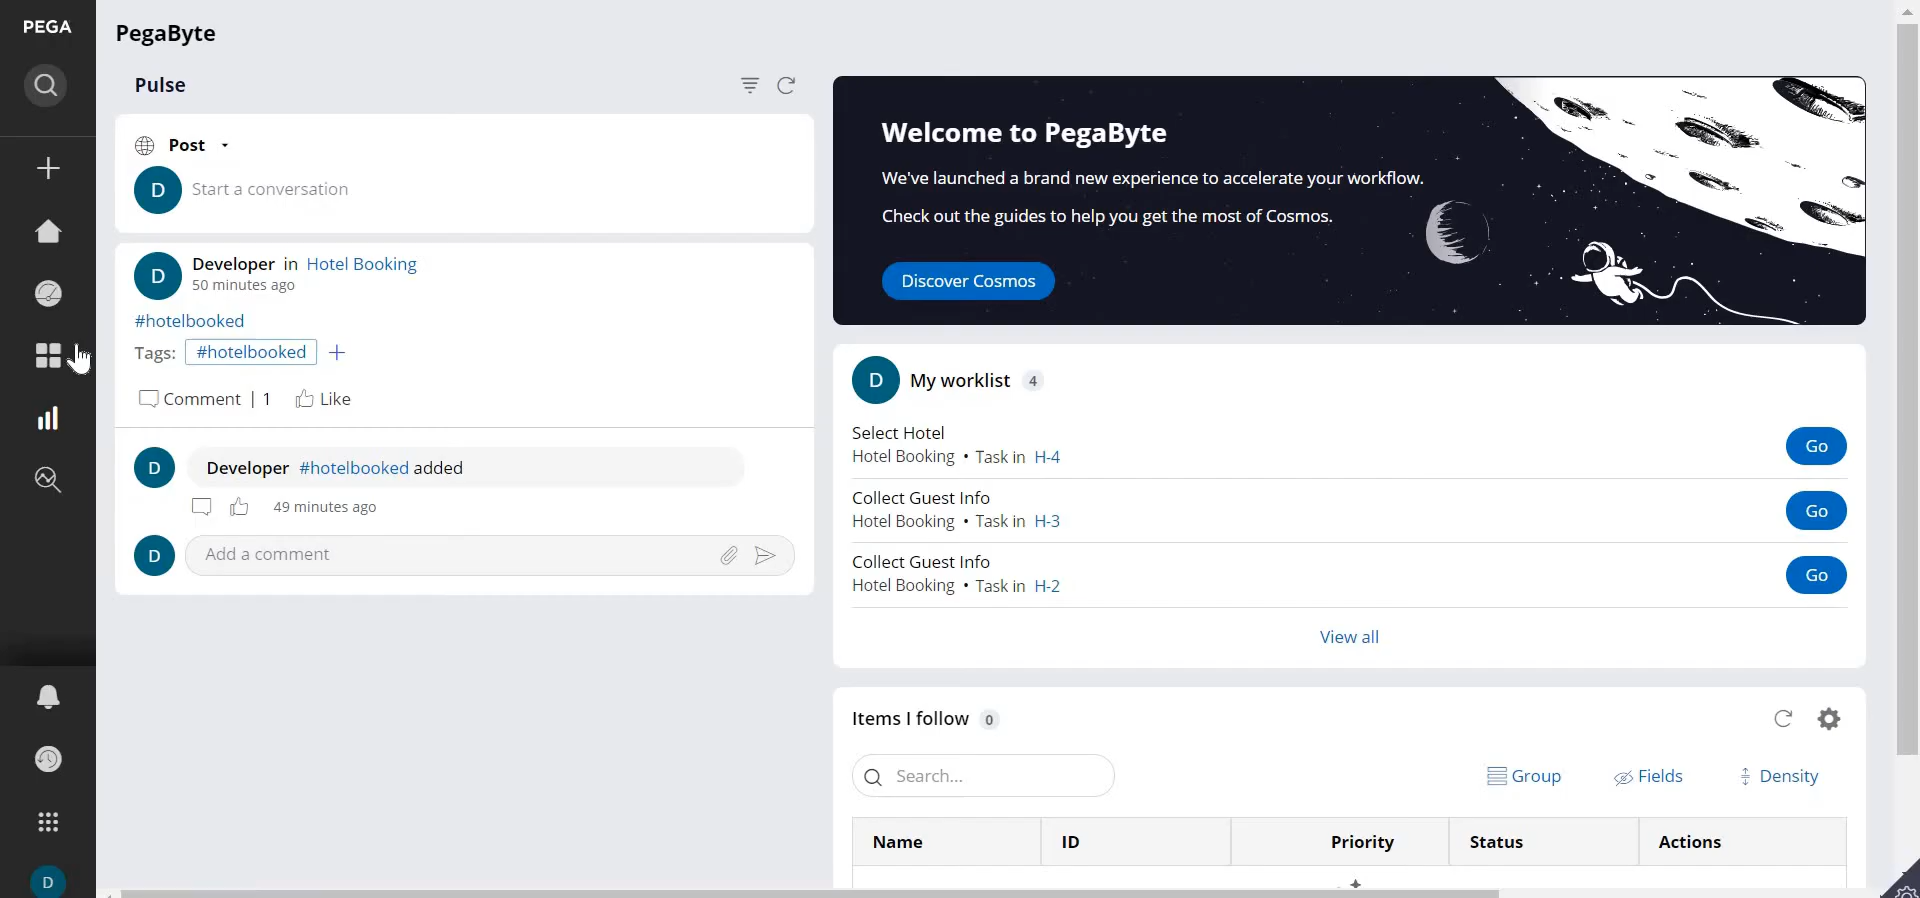 PEGA
PegaByte
Pulse
Post
D
Start a conversation
D
Developer in Hotel Booking
50 minutes ago
#hotelbooked
Tags: #hotelbooked
Comment | 1 Like
D
Developer #hotelbooked added
49 minutes ago
D
Add a comment
Welcome to PegaByte
We've launched a brand new experience to accelerate your workflow.
Check out the guides to help you get the most of Cosmos.
Discover Cosmos
D My worklist 4
Select Hotel
Hotel Booking • Task in H-4
Go
Collect Guest Info
Hotel Booking • Task in H-3
Go
Collect Guest Info
Hotel Booking • Task in H-2
Go
View all
Items I follow 0
Search...
Group Fields Density
Name ID Priority Status Actions
D